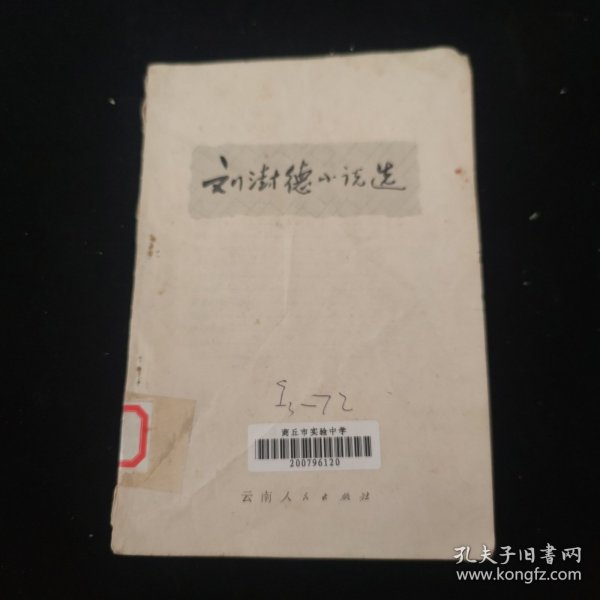 刘澍德小说选
I3-72
商丘市实验中学
200796120
云南人民出版社
孔夫子旧书网
www.kongfz.com